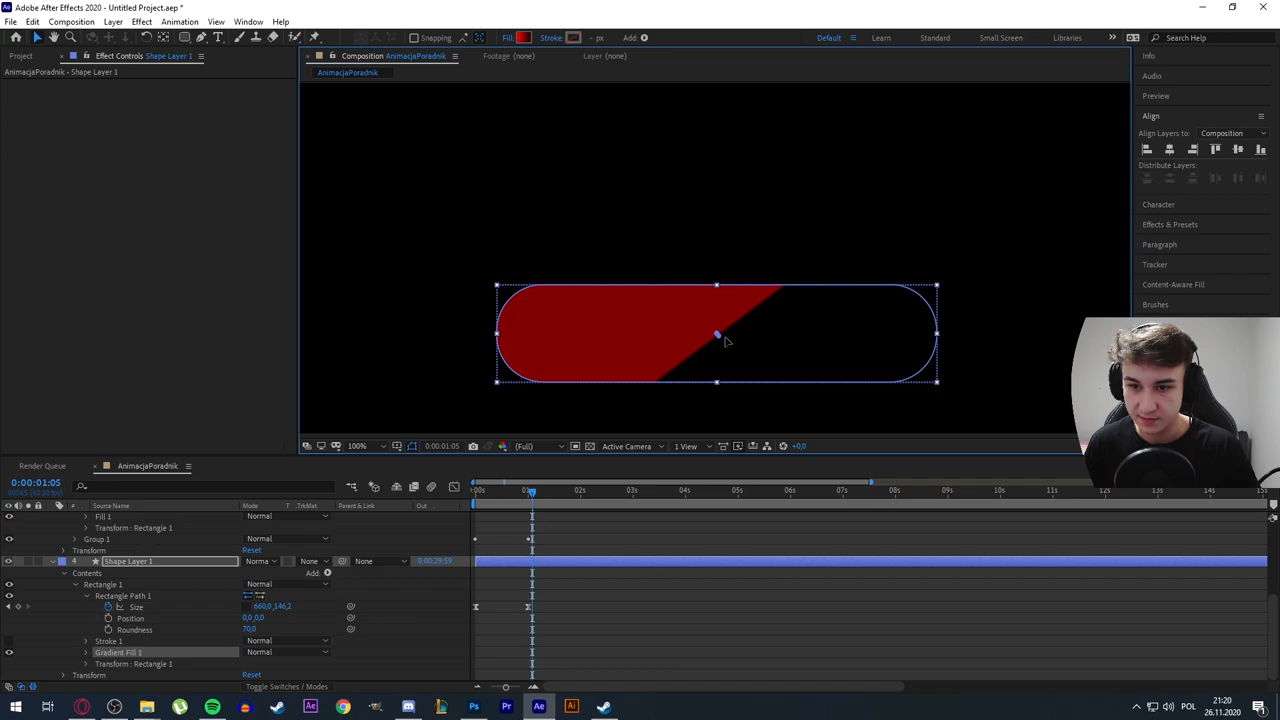 Adobe After Effects 2020 - Untitled Project.aep *
File Edit Composition Layer Effect Animation View Window Help
Snapping Fill: Stroke: - px Add: Default Learn Standard Small Screen Libraries Search Help
Project Effect Controls Shape Layer 1 Composition AnimacjaPoradnik Footage (none) Layer (none) Info
AnimacjaPoradnik • Shape Layer 1 AnimacjaPoradnik
Audio
Preview
Align
Align Layers to: Composition
Distribute Layers:
Character
Effects & Presets
Paragraph
Tracker
Content-Aware Fill
Brushes
100% 0:00:01:05 (Full) Active Camera 1 View +0,0
Render Queue AnimacjaPoradnik
0:00:01:05
00065 (60.00 fps)
:00s 01s 02s 03s 04s 05s 06s 07s 08s 09s 10s 11s 12s 13s 14s 15s
# Source Name Mode T TrkMat Parent & Link Out
Fill 1 Normal
Transform : Rectangle 1
Group 1 Normal
Transform Reset
4 Shape Layer 1 Norma None None 0:00:29:59
Contents Add:
Rectangle 1 Normal
Rectangle Path 1
Size 660,0,146,2
Position 0,0,0,0
Roundness 70,0
Stroke 1 Normal
Gradient Fill 1 Normal
Transform : Rectangle 1
Transform Reset
Toggle Switches / Modes
POL 21:20
26.11.2020